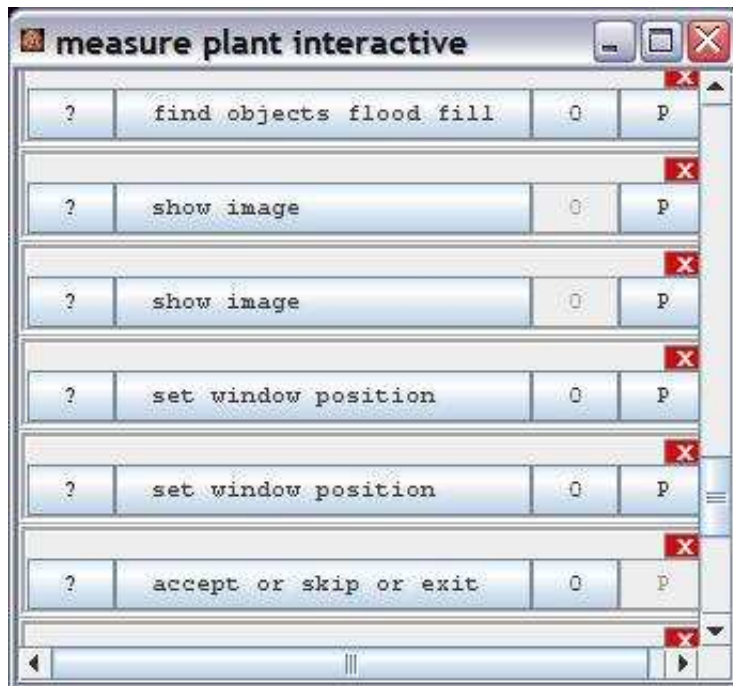 measure plant interactive
X
? find objects flood fill O P
X
? show image O P
X
? show image O P
X
? set window position O P
X
? set window position O P
X
? accept or skip or exit O P
X